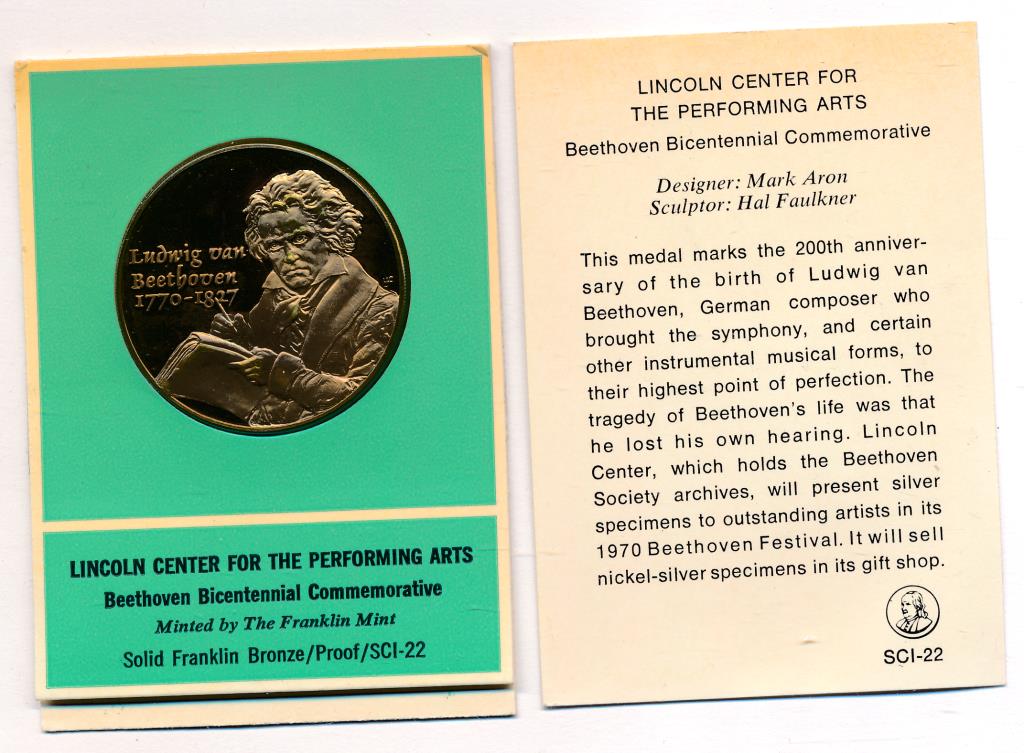 Ludwig van
Beethoven
1770-1827
LINCOLN CENTER FOR THE PERFORMING ARTS
Beethoven Bicentennial Commemorative
Minted by The Franklin Mint
Solid Franklin Bronze/Proof/SCI-22
LINCOLN CENTER FOR
THE PERFORMING ARTS
Beethoven Bicentennial Commemorative
Designer: Mark Aron
Sculptor: Hal Faulkner
This medal marks the 200th anniver-
sary of the birth of Ludwig van
Beethoven, German composer who
brought the symphony, and certain
other instrumental musical forms, to
their highest point of perfection. The
tragedy of Beethoven's life was that
he lost his own hearing. Lincoln
Center, which holds the Beethoven
Society archives, will present silver
specimens to outstanding artists in its
1970 Beethoven Festival. It will sell
nickel-silver specimens in its gift shop.
SCI-22